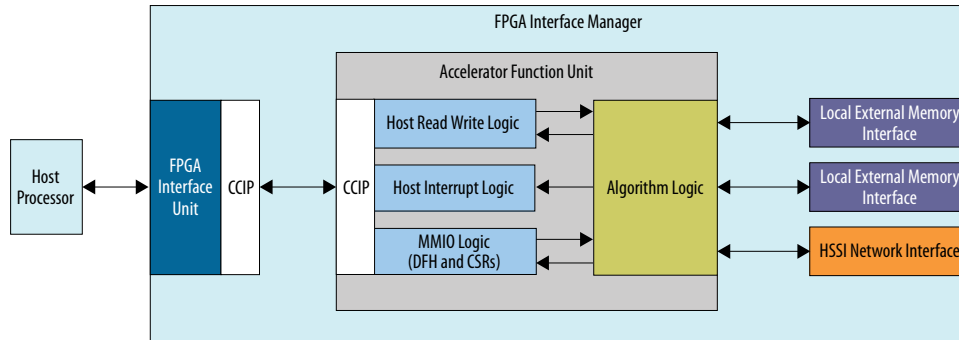 FPGA Interface Manager
Accelerator Function Unit
Host
Processor
FPGA
Interface
Unit
CCIP
CCIP
Host Read Write Logic
Host Interrupt Logic
MMIO Logic
(DFH and CSRs)
Algorithm Logic
Local External Memory
Interface
Local External Memory
Interface
HSSI Network Interface